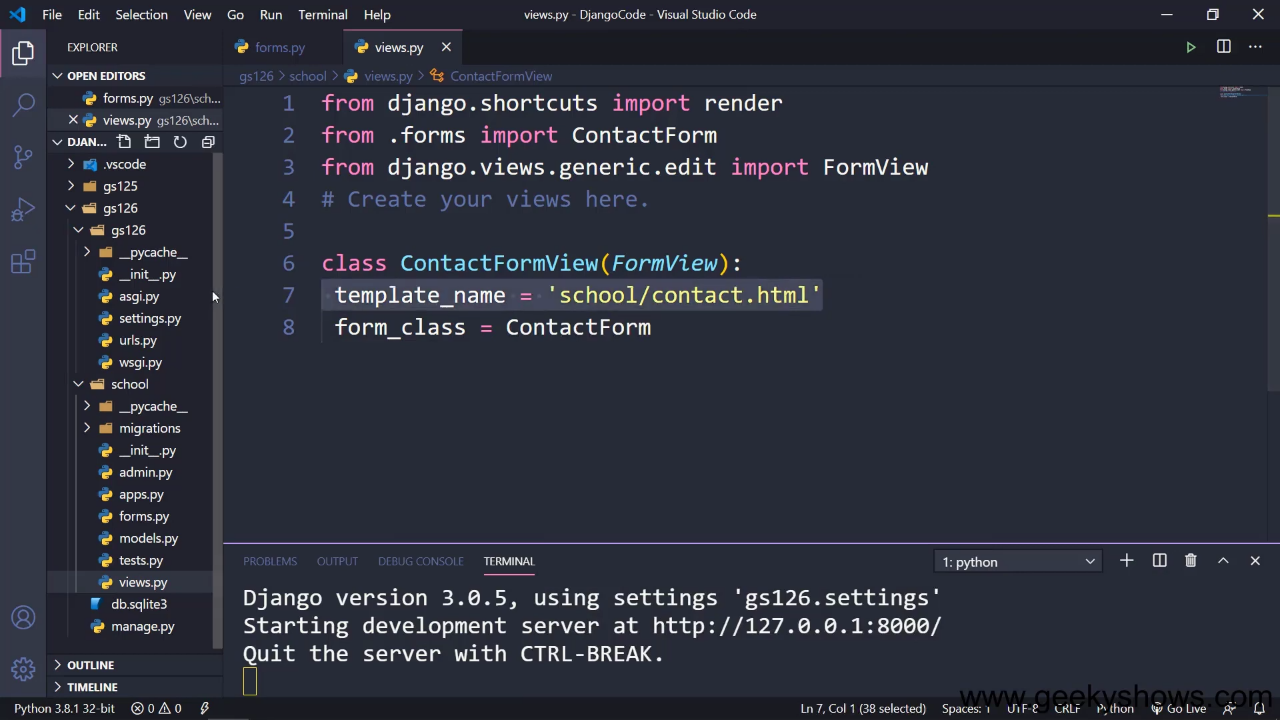 File Edit Selection View Go Run Terminal Help
views.py - DjangoCode - Visual Studio Code
EXPLORER
OPEN EDITORS
forms.py gs126\sch...
views.py gs126\sch...
DJAN...
.vscode
gs125
gs126
gs126
__pycache__
__init__.py
asgi.py
settings.py
urls.py
wsgi.py
school
__pycache__
migrations
__init__.py
admin.py
apps.py
forms.py
models.py
tests.py
views.py
db.sqlite3
manage.py
OUTLINE
TIMELINE
forms.py views.py
gs126 > school > views.py > ContactFormView
1 from django.shortcuts import render
2 from .forms import ContactForm
3 from django.views.generic.edit import FormView
4 # Create your views here.
5
6 class ContactFormView(FormView):
7 template_name = 'school/contact.html'
8 form_class = ContactForm
PROBLEMS OUTPUT DEBUG CONSOLE TERMINAL 1: python
Django version 3.0.5, using settings 'gs126.settings'
Starting development server at http://127.0.0.1:8000/
Quit the server with CTRL-BREAK.
www.geekyshows.com
Python 3.8.1 32-bit 0 0 Ln 7, Col 1 (38 selected) Spaces: 1 UTF-8 CRLF Python Go Live